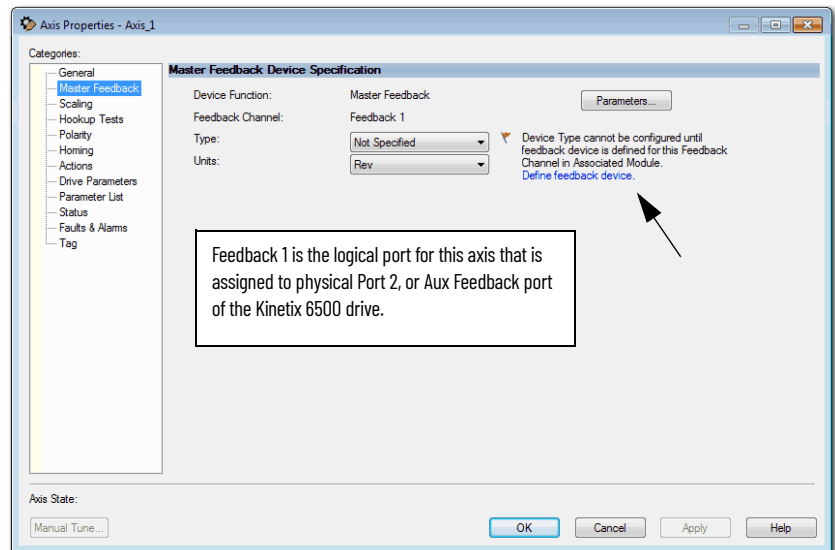 Axis Properties - Axis_1
Categories:
General
Master Feedback
Scaling
Hookup Tests
Polarity
Homing
Actions
Drive Parameters
Parameter List
Status
Faults & Alarms
Tag
Master Feedback Device Specification
Device Function: Master Feedback
Parameters...
Feedback Channel: Feedback 1
Type: Not Specified
Units: Rev
Device Type cannot be configured until
feedback device is defined for this Feedback
Channel in Associated Module.
Define feedback device.
Feedback 1 is the logical port for this axis that is
assigned to physical Port 2, or Aux Feedback port
of the Kinetix 6500 drive.
Axis State:
Manual Tune...
OK
Cancel
Apply
Help